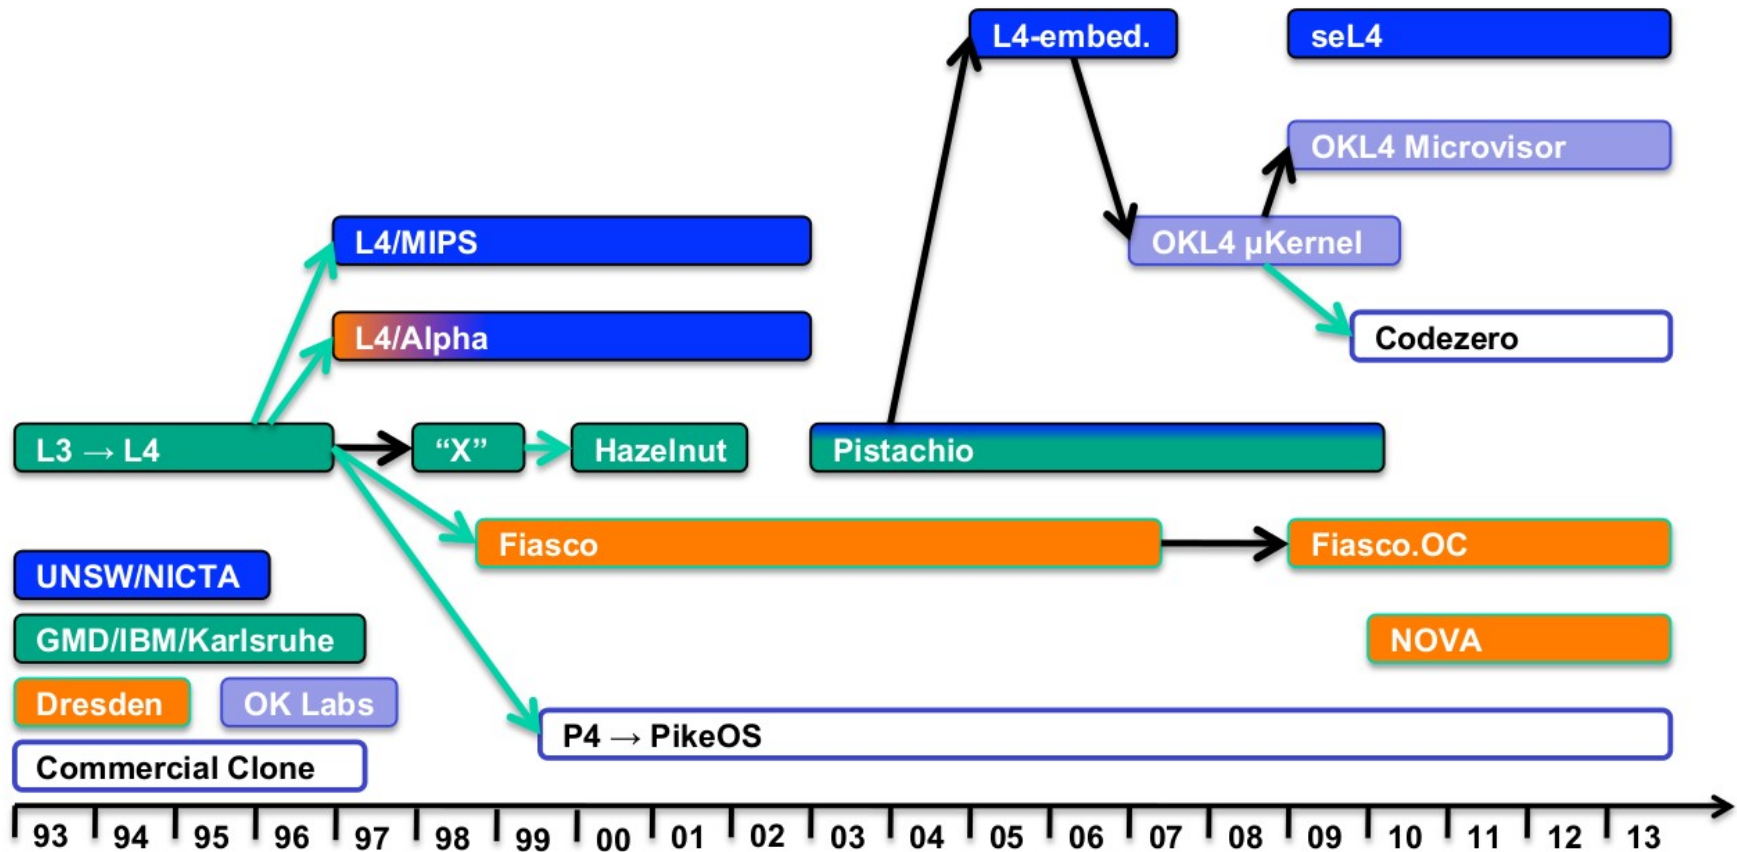 L4-embed.
seL4
OKL4 Microvisor
L4/MIPS
OKL4 µKernel
L4/Alpha
Codezero
L3 → L4
“X”
Hazelnut
Pistachio
Fiasco
Fiasco.OC
UNSW/NICTA
GMD/IBM/Karlsruhe
NOVA
Dresden
OK Labs
P4 → PikeOS
Commercial Clone
93 94 95 96 97 98 99 00 01 02 03 04 05 06 07 08 09 10 11 12 13